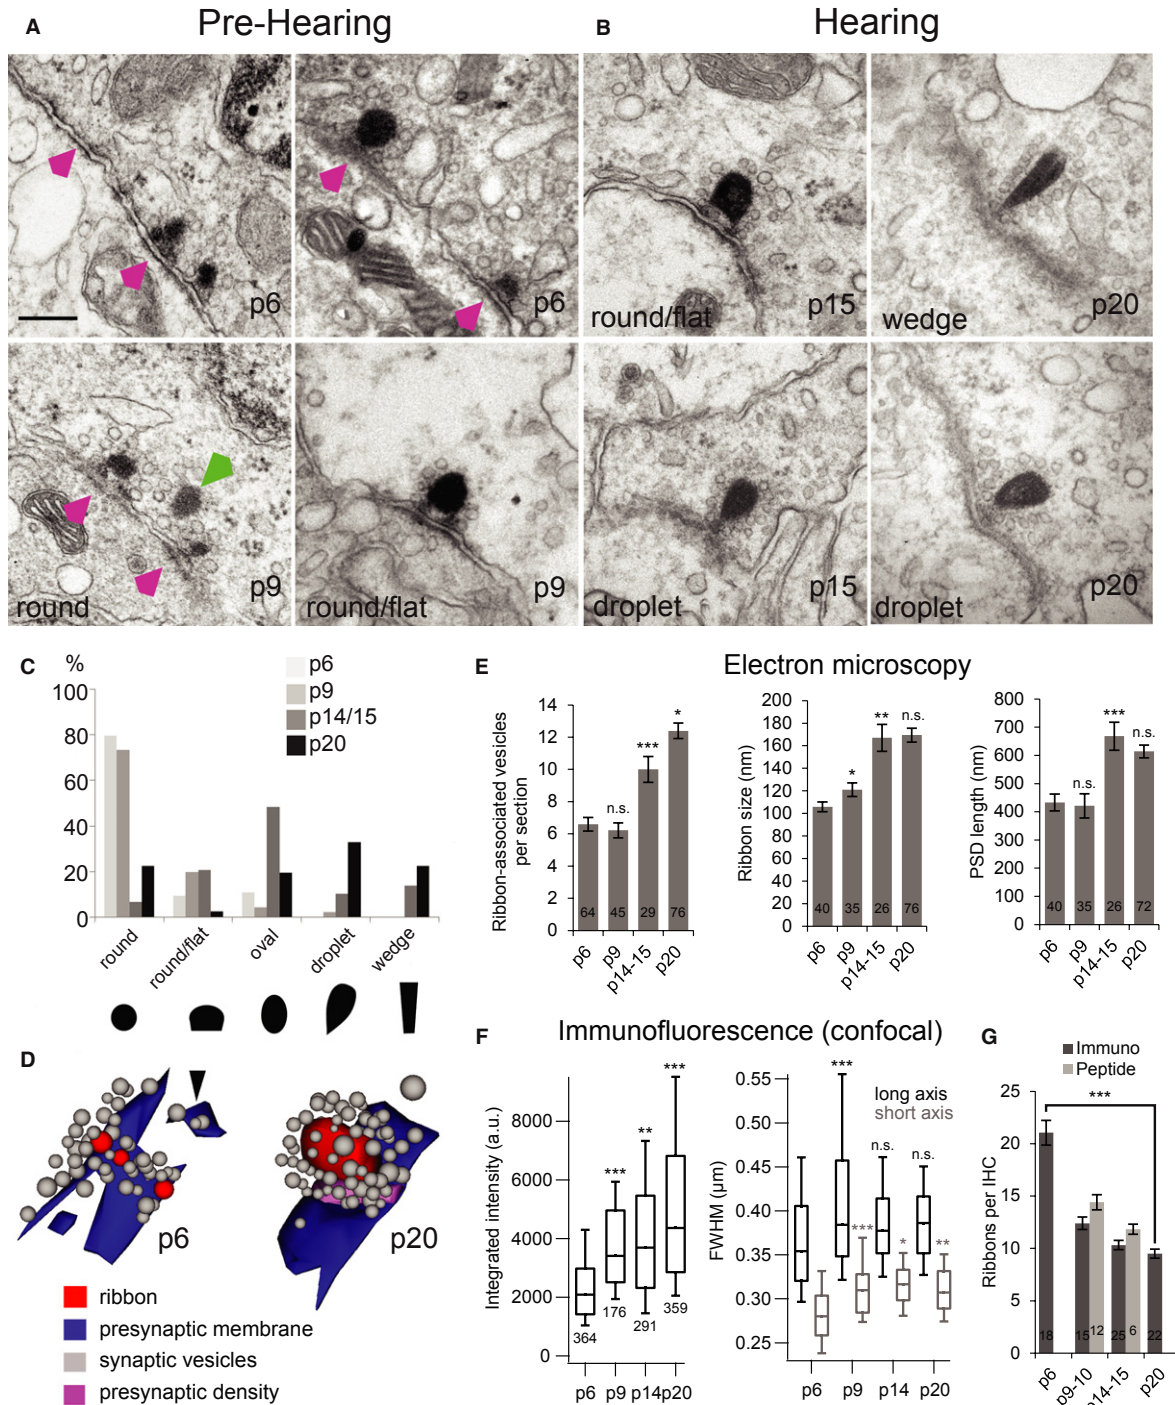 Pre-Hearing
Hearing
A
B
p6
p6
round/flat
p15
wedge
p20
round
p9
round/flat
p9
droplet
p15
droplet
p20
C
%
100
80
60
40
20
0
p6
p9
p14/15
p20
round
round/flat
oval
droplet
wedge
D
p6
p20
ribbon
presynaptic membrane
synaptic vesicles
presynaptic density
E
Electron microscopy
Ribbon-associated vesicles
per section
14
12
10
8
6
4
2
0
n.s.
***
*
64
45
29
76
p6
p9
p14-15
p20
Ribbon size (nm)
200
180
160
140
120
100
80
60
40
20
0
*
**
n.s.
40
35
26
76
p6
p9
p14-15
p20
PSD length (nm)
800
700
600
500
400
300
200
100
0
n.s.
***
n.s.
40
35
26
72
p6
p9
p14-15
p20
F
Immunofluorescence (confocal)
Integrated intensity (a.u.)
8000
6000
4000
2000
0
***
**
***
364
176
291
359
p6
p9
p14
p20
FWHM (µm)
0.55
0.50
0.45
0.40
0.35
0.30
0.25
long axis
short axis
***
n.s.
n.s.
***
*
**
p6
p9
p14
p20
G
Immuno
Peptide
Ribbons per IHC
25
20
15
10
5
0
***
18
15
12
25
6
22
p6
p9-10
p14-15
p20